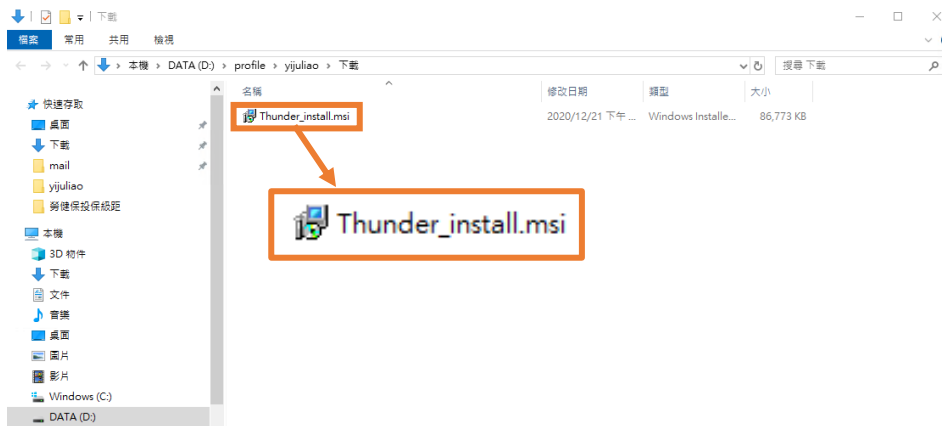 下載
檔案 常用 共用 檢視
本機 DATA (D:) profile yijuliao 下載 搜尋 下載
名稱 修改日期 類型 大小
快速存取
Thunder_install.msi 2020/12/21 下午 ... Windows Installe... 86,773 KB
桌面
下載
mail
yijuliao
勞健保投保級距
Thunder_install.msi
本機
3D 物件
下載
文件
音樂
桌面
圖片
影片
Windows (C:)
DATA (D:)